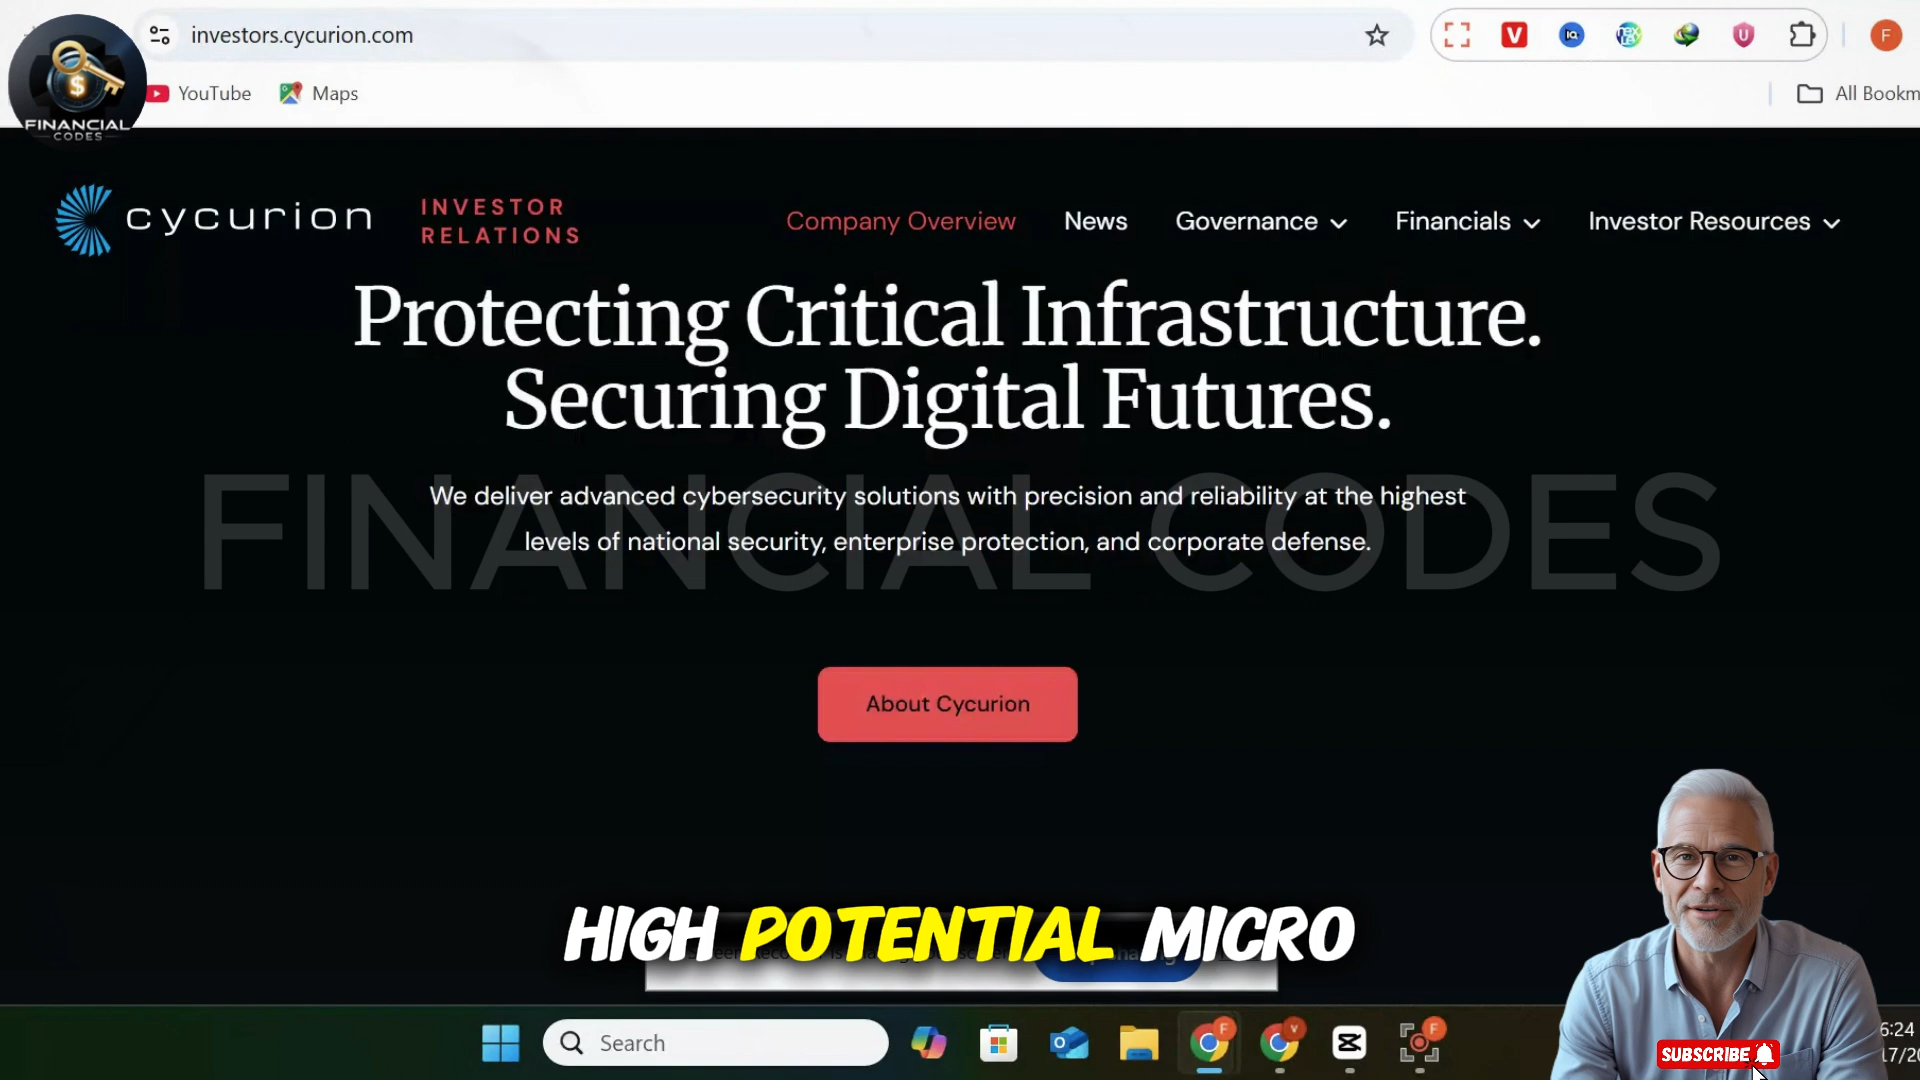 investors.cycurion.com
V
IQ
U
F
YouTube
Maps
All Bookm
FINANCIAL
CODES
cycurion
INVESTOR
RELATIONS
Company Overview
News
Governance
Financials
Investor Resources
Protecting Critical Infrastructure.
Securing Digital Futures.
We deliver advanced cybersecurity solutions with precision and reliability at the highest
levels of national security, enterprise protection, and corporate defense.
FINANCIAL CODES
About Cycurion
HIGH POTENTIAL MICRO
Search
F
V
F
6:24
17/20
SUBSCRIBE